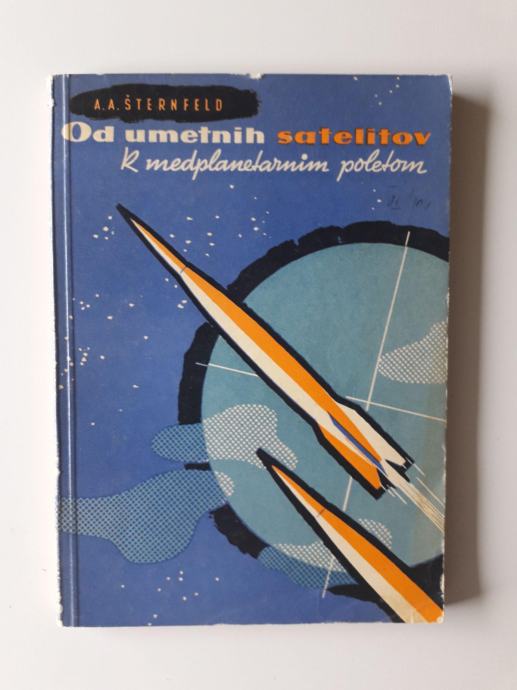 A. A. ŠTERNFELD
Od umetnih satelitov
k medplanetarnim poletom